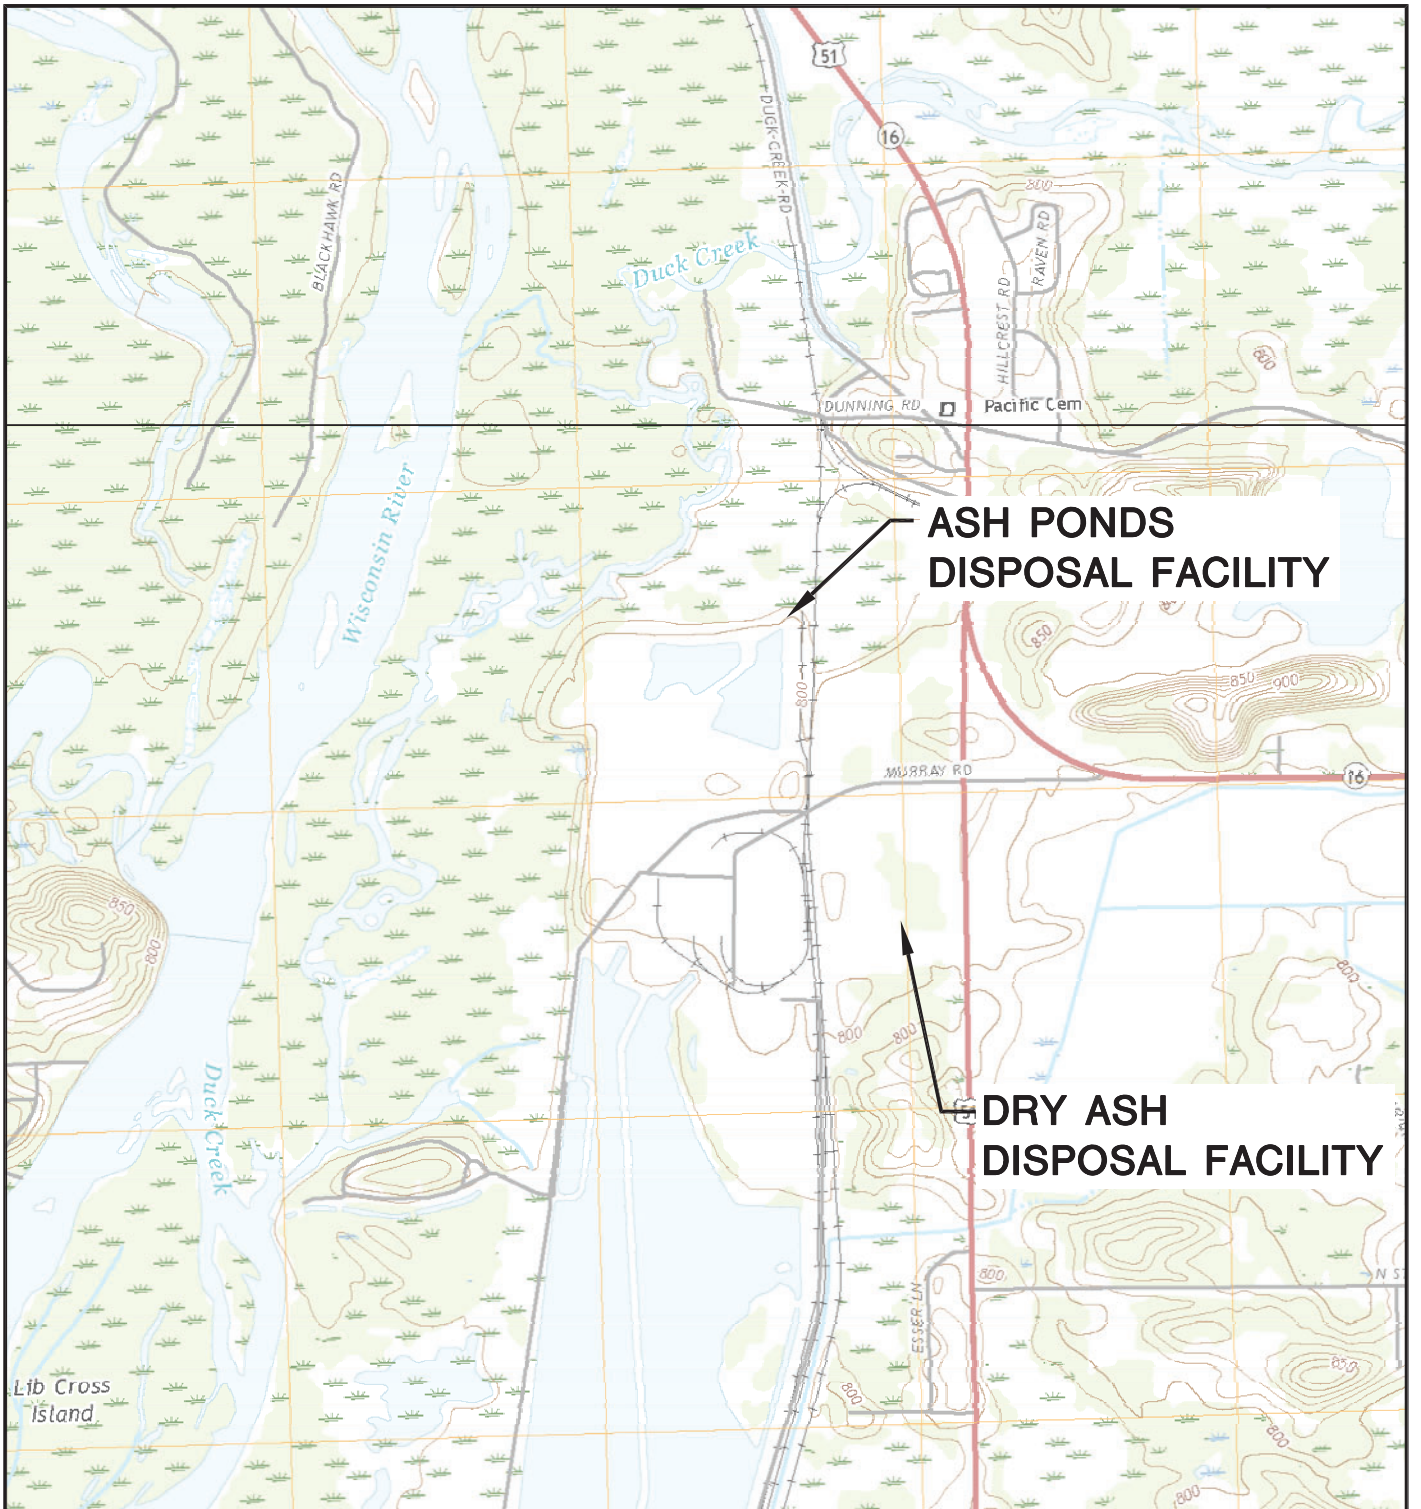 51
16
DUCK-CREEK-RD
BLACKHAWK RD
800
RAVEN RD
Duck Creek
HILLCREST RD
800
DUNNING RD
Pacific Cem
Wisconsin River
ASH PONDS
DISPOSAL FACILITY
850
850
900
800
MURRAY RD
16
850
800
800
800
800
Duck Creek
DRY ASH
DISPOSAL FACILITY
800
N ST
ESSER LN
850
Lib Cross
Island
800
800
800